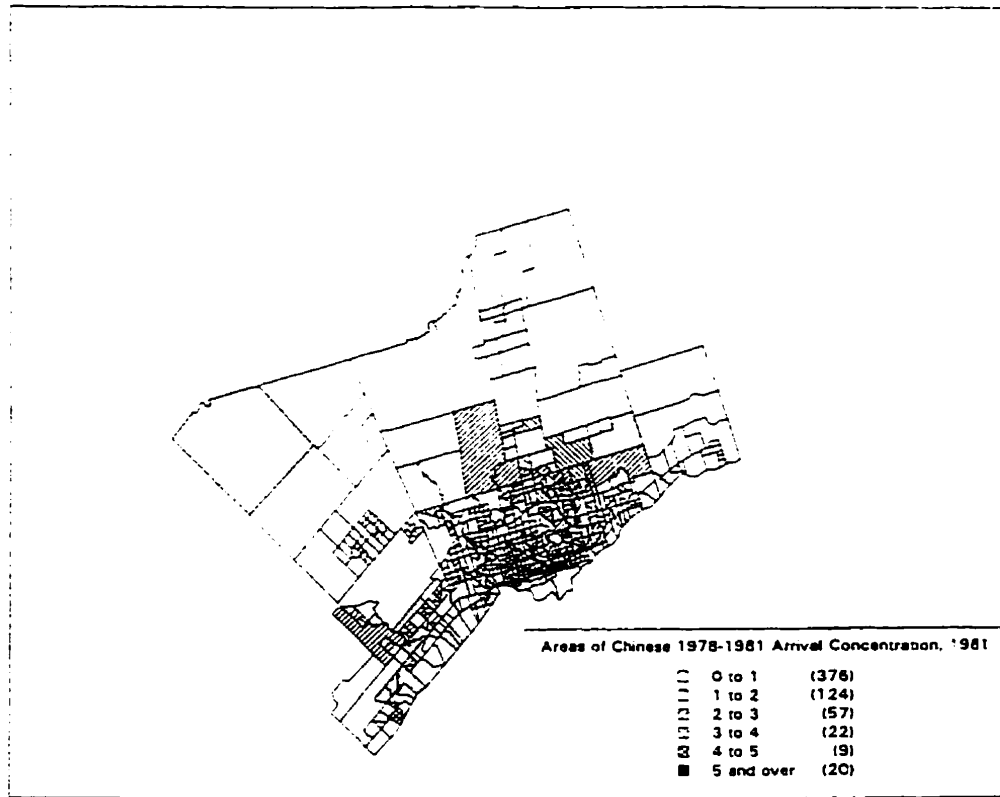 Areas of Chinese 1978-1981 Arrival Concentration, 1981
0 to 1 (376)
1 to 2 (124)
2 to 3 (57)
3 to 4 (22)
4 to 5 (9)
5 and over (20)